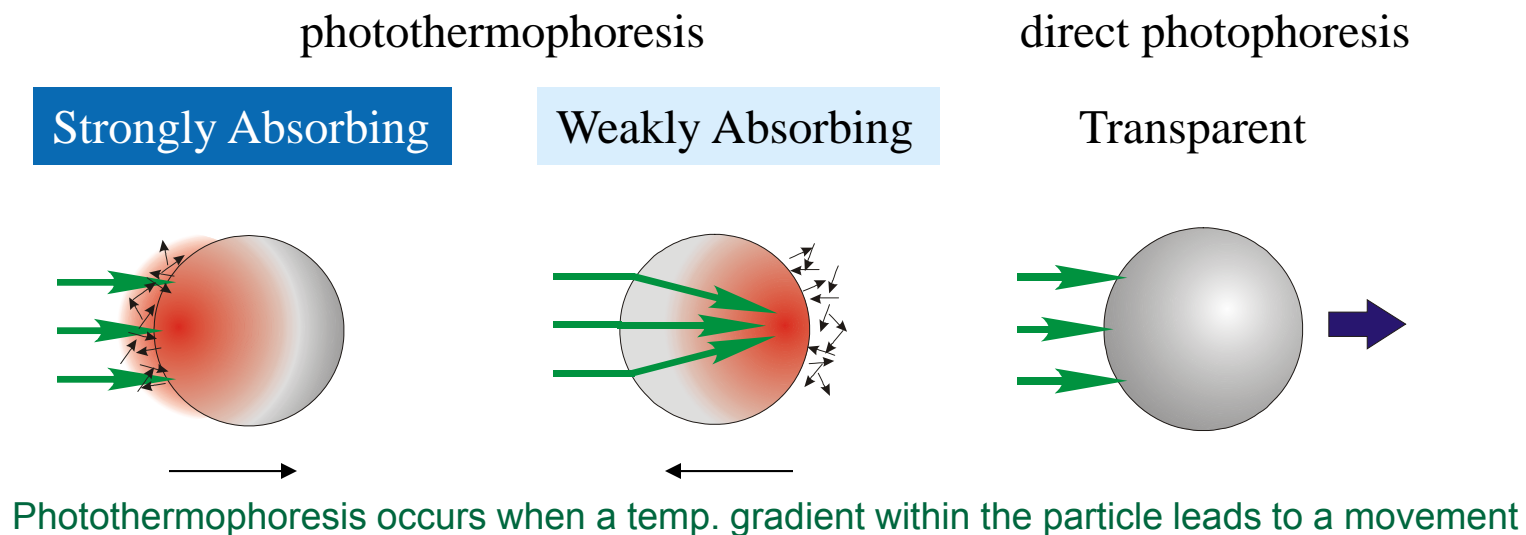 photothermophoresis direct photophoresis
Strongly Absorbing Weakly Absorbing Transparent
Photothermophoresis occurs when a temp. gradient within the particle leads to a movement